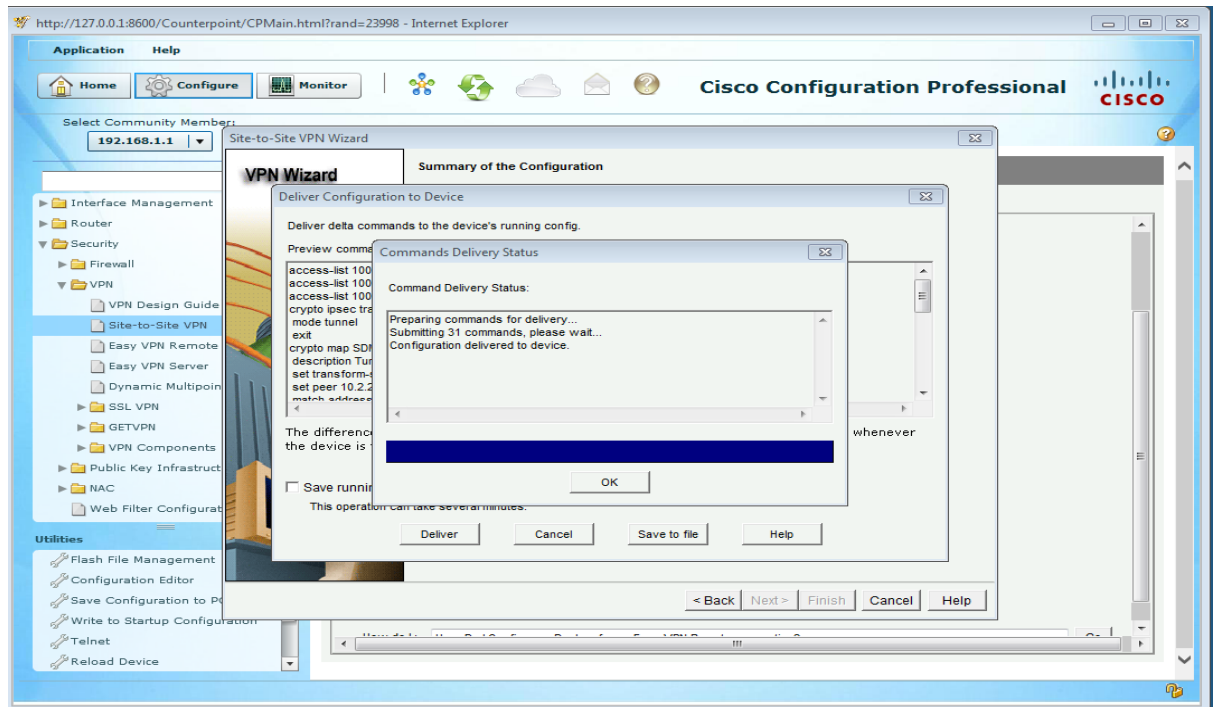 http://127.0.0.1:8600/Counterpoint/CPMain.html?rand=23998 - Internet Explorer
Application Help
Home Configure Monitor
Cisco Configuration Professional
CISCO
Select Community Member:
192.168.1.1
Interface Management
Router
Security
Firewall
VPN
VPN Design Guide
Site-to-Site VPN
Easy VPN Remote
Easy VPN Server
Dynamic Multipoin
SSL VPN
GETVPN
VPN Components
Public Key Infrastruct
NAC
Web Filter Configurat
Utilities
Flash File Management
Configuration Editor
Save Configuration to
Write to Startup Configuration
Telnet
Reload Device
Site-to-Site VPN Wizard
VPN Wizard
Summary of the Configuration
Deliver Configuration to Device
Deliver delta commands to the device's running config.
Preview comma
access-list 100
access-list 100
access-list 100
crypto ipsec tra
mode tunnel
exit
crypto map SDM
description Tun
set transform-s
set peer 10.2.2
match address
The difference whenever
the device is
Save runnin
This operation can take several minutes.
Deliver Cancel Save to file Help
Commands Delivery Status
Command Delivery Status:
Preparing commands for delivery...
Submitting 31 commands, please wait...
Configuration delivered to device.
OK
< Back Next > Finish Cancel Help